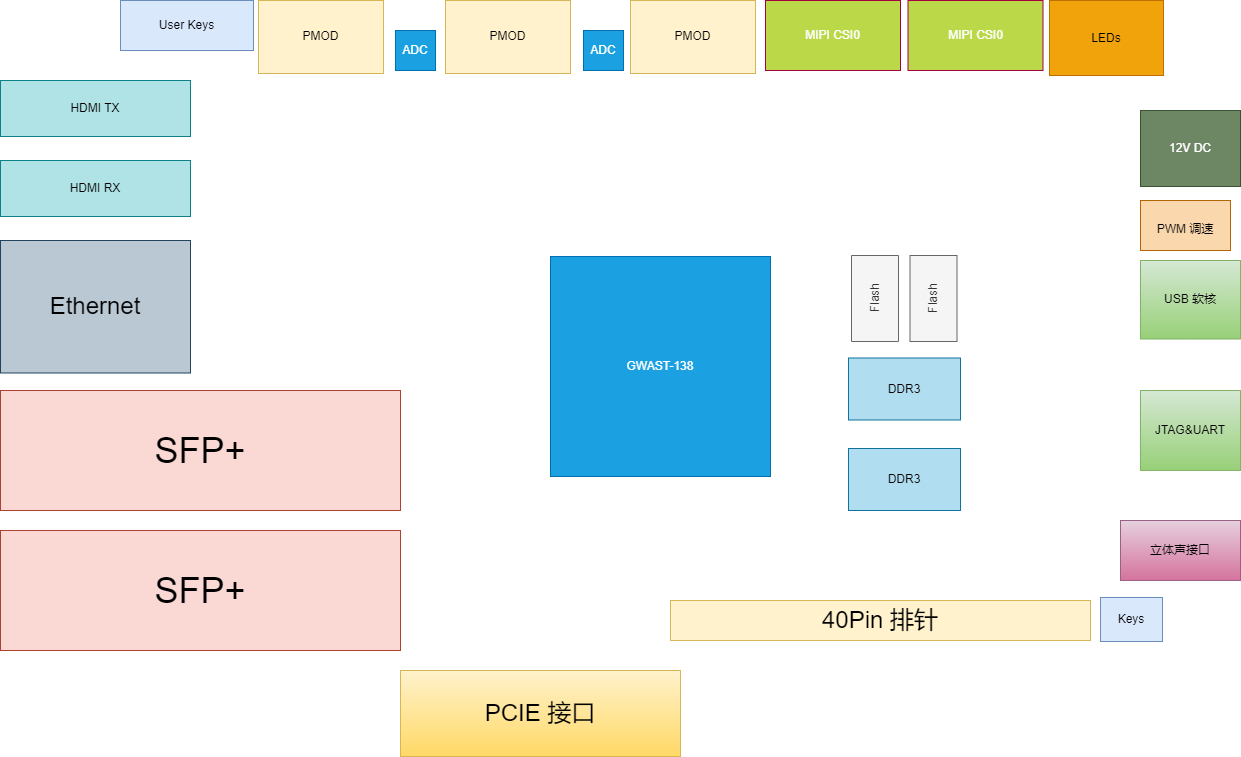 User Keys
PMOD
ADC
PMOD
ADC
PMOD
MIPI CSI0
MIPI CSI0
LEDs
HDMI TX
12V DC
HDMI RX
PWM 调速
Ethernet
Flash
Flash
USB 软核
GWAST-138
DDR3
SFP+
JTAG&UART
DDR3
立体声接口
SFP+
40Pin 排针
Keys
PCIE 接口